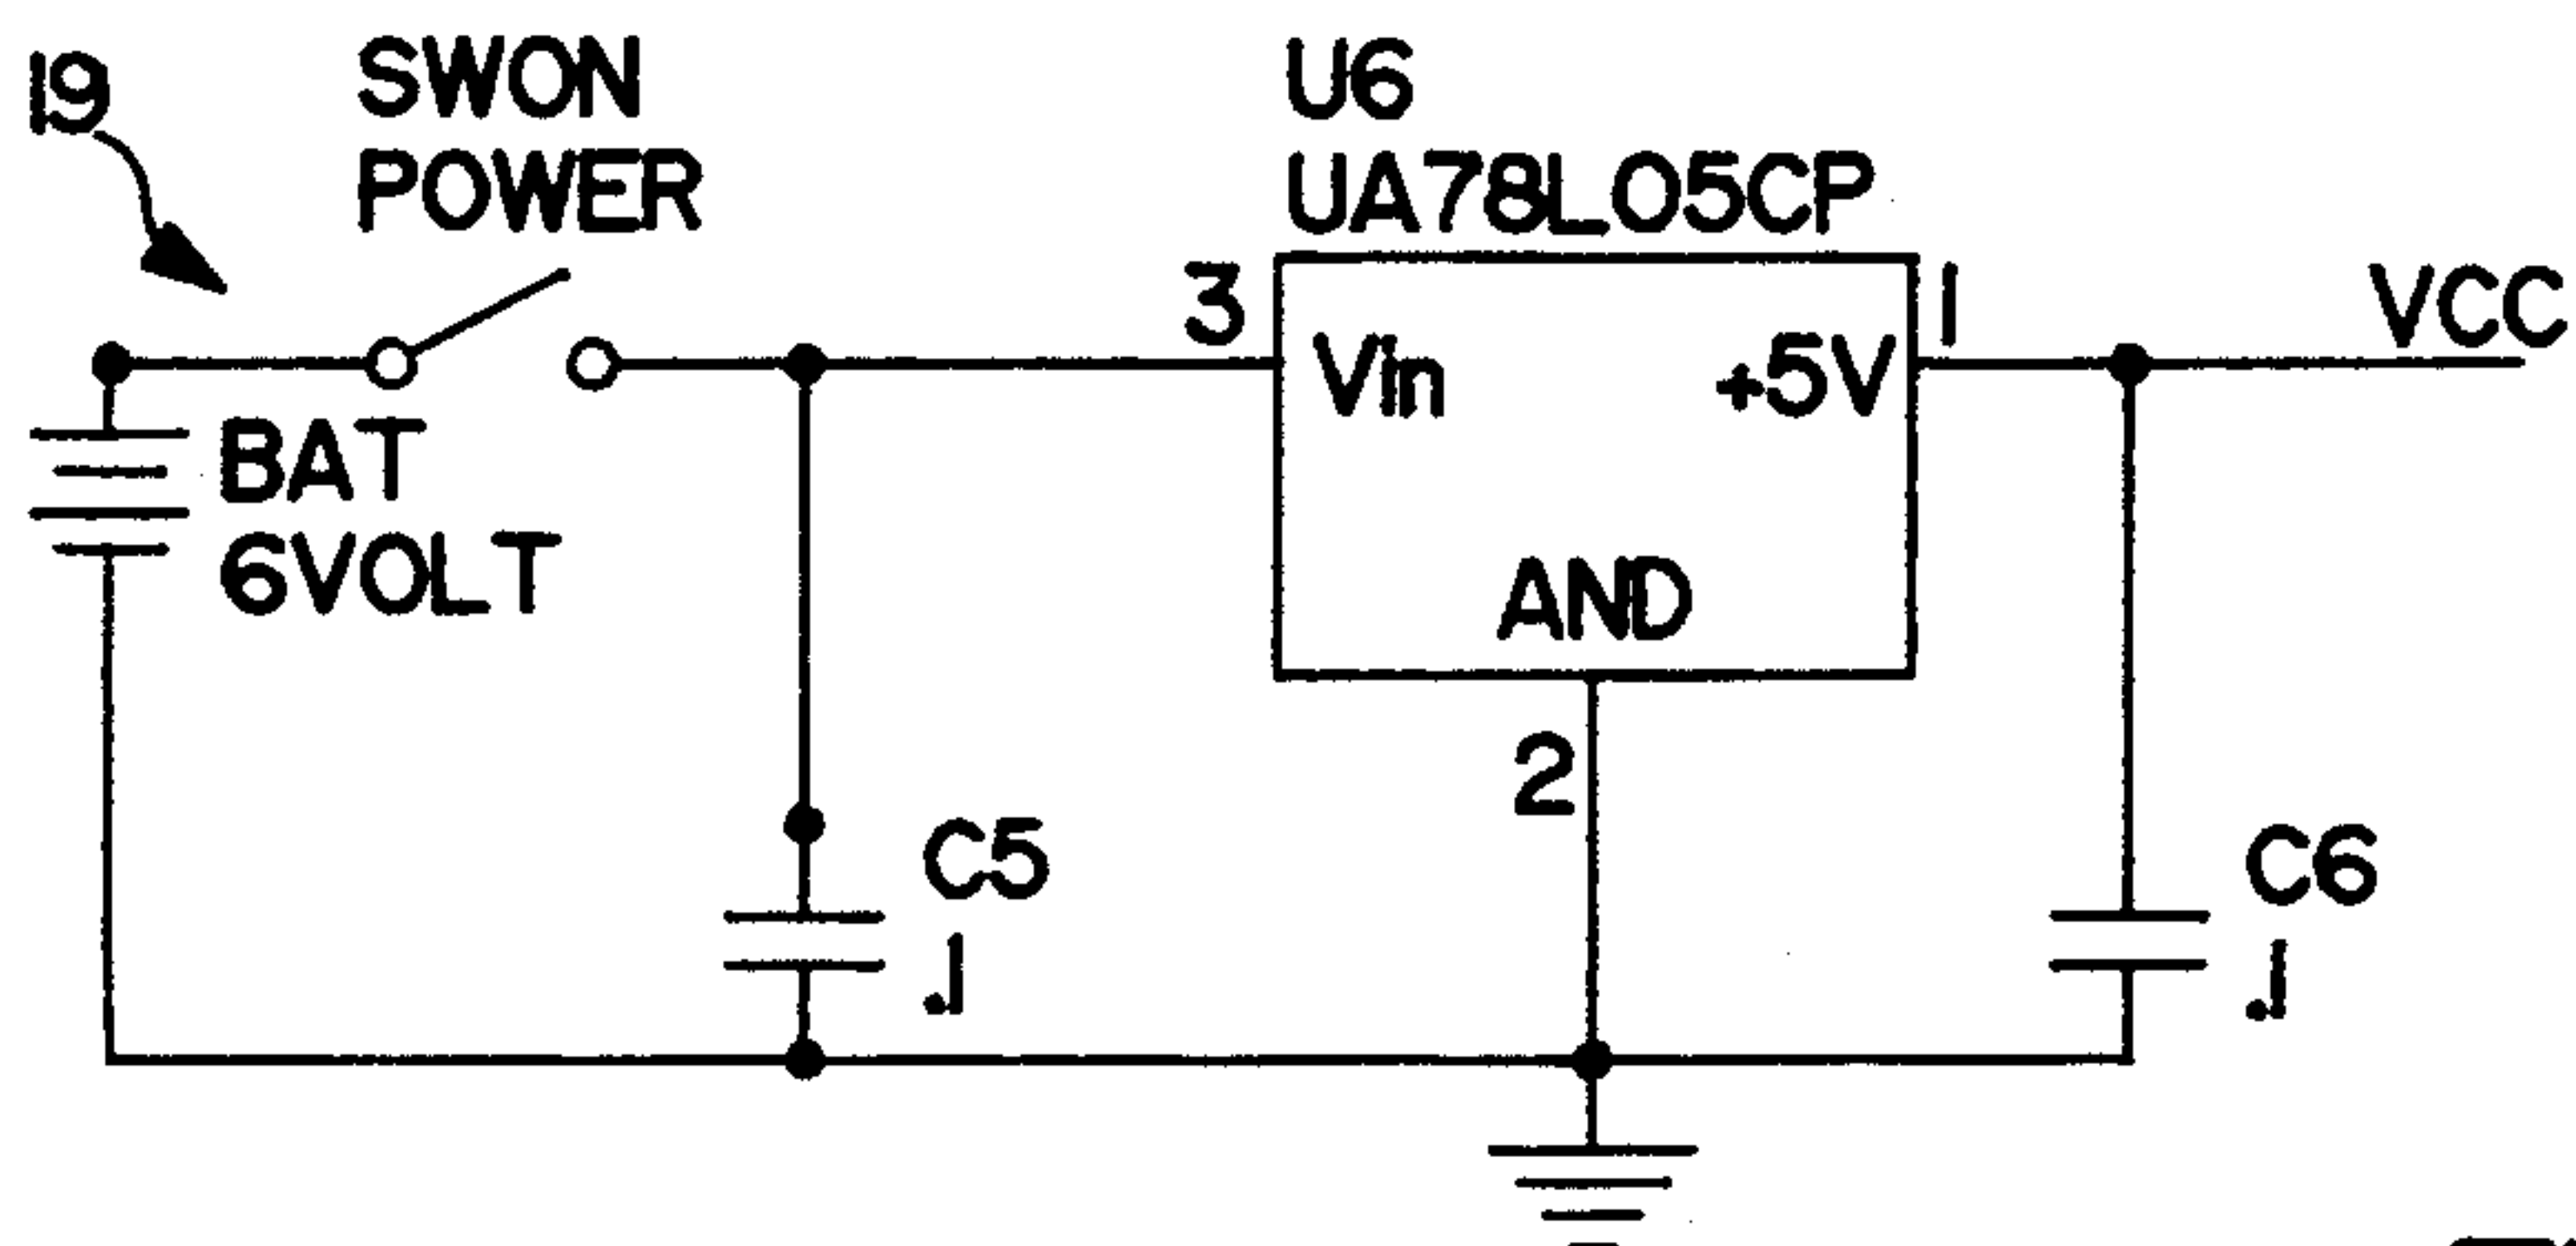 19
SWON
POWER
U6
UA78L05CP
3
1
VCC
Vin
+5V
BAT
6VOLT
AND
2
C5
.1
C6
.1